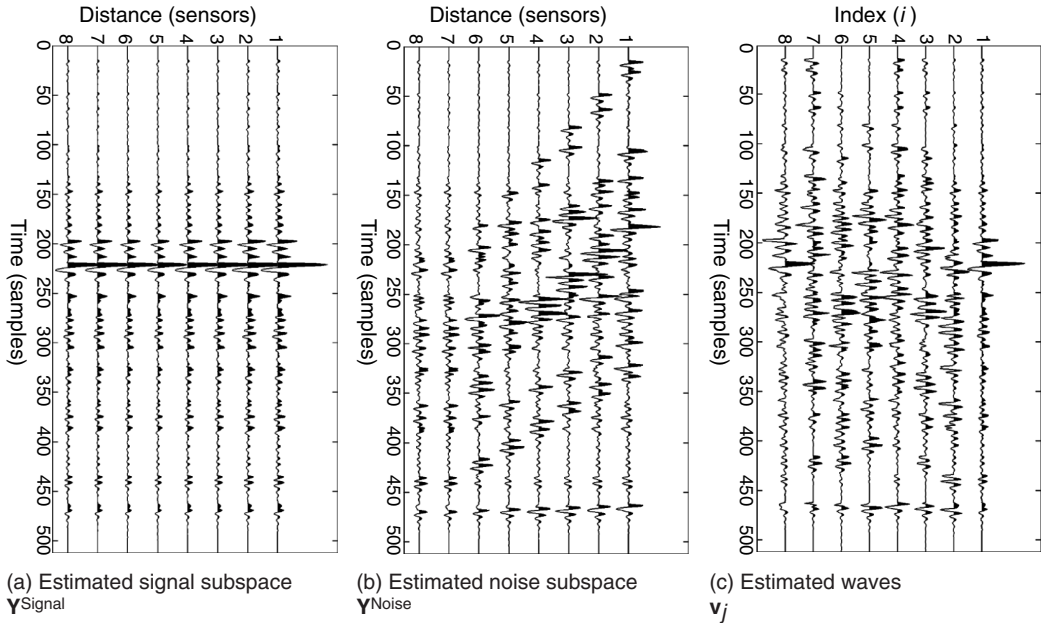 Distance (sensors)
8 7 6 5 4 3 2 1
0
50
100
150
200
250
300
350
400
450
500
Time (samples)
(a) Estimated signal subspace
Y^Signal
Distance (sensors)
8 7 6 5 4 3 2 1
0
50
100
150
200
250
300
350
400
450
500
Time (samples)
(b) Estimated noise subspace
Y^Noise
Index (i)
8 7 6 5 4 3 2 1
0
50
100
150
200
250
300
350
400
450
500
Time (samples)
(c) Estimated waves
v_j